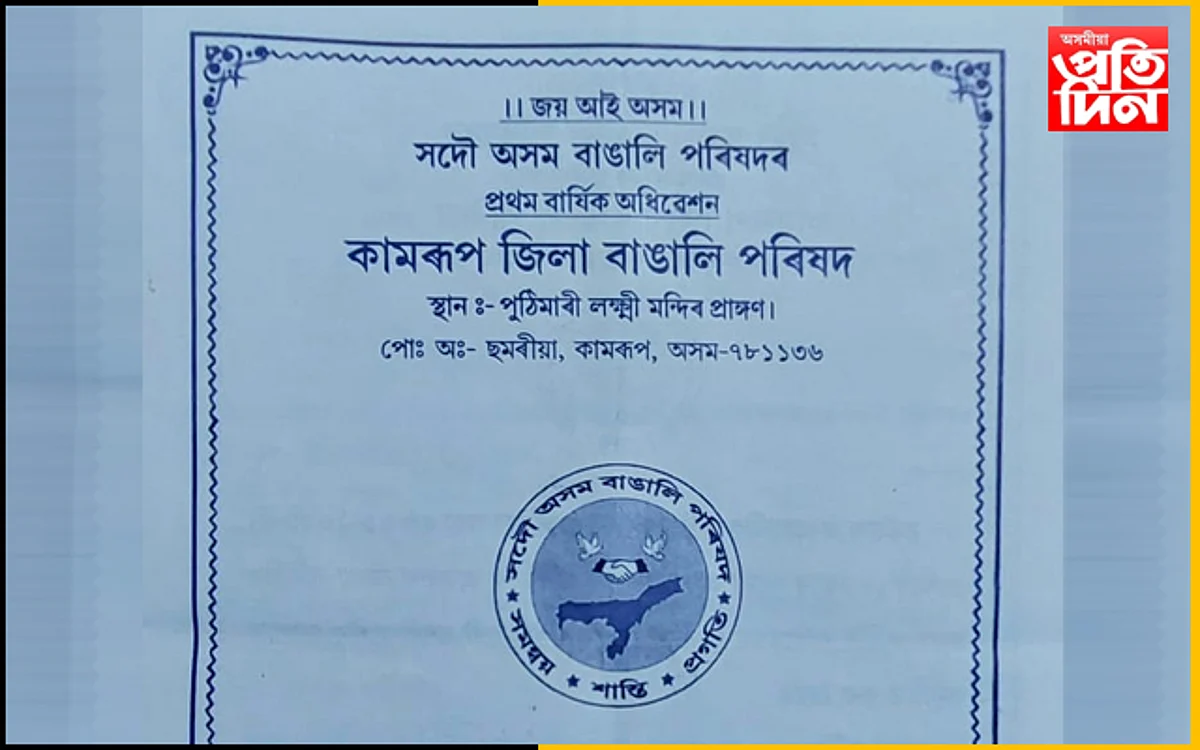 অসমীয়া
প্রতি
দিন
।। জয় আই অসম ।।
সদৌ অসম বাঙালি পৰিষদৰ
প্ৰথম বাৰ্ষিক অধিৱেশন
কামৰূপ জিলা বাঙালি পৰিষদ
স্থান ঃ- পুঠিমাৰী লক্ষ্মী মন্দিৰ প্ৰাঙ্গণ।
পোঃ অঃ- ছমৰীয়া, কামৰূপ, অসম-৭৮১১৩৬
সদৌ অসম বাঙালি পৰিষদ
সমন্বয় ★ শান্তি ★ প্ৰগতি